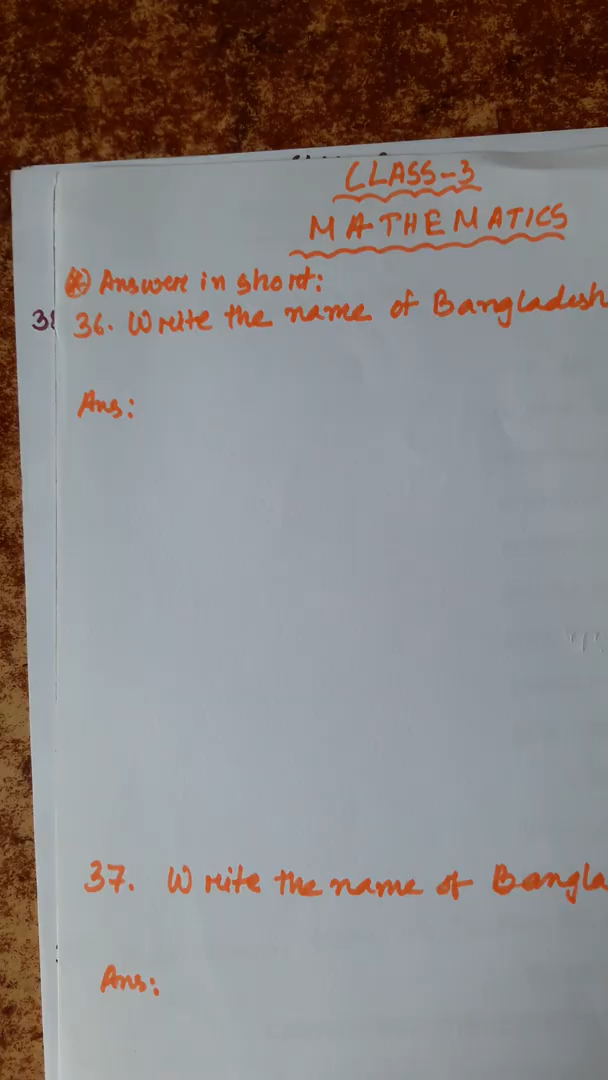 CLASS-3
MATHEMATICS
(A) Answer in short:
36. Write the name of Bangladesh
Ans:
37. Write the name of Bangla
Ans: